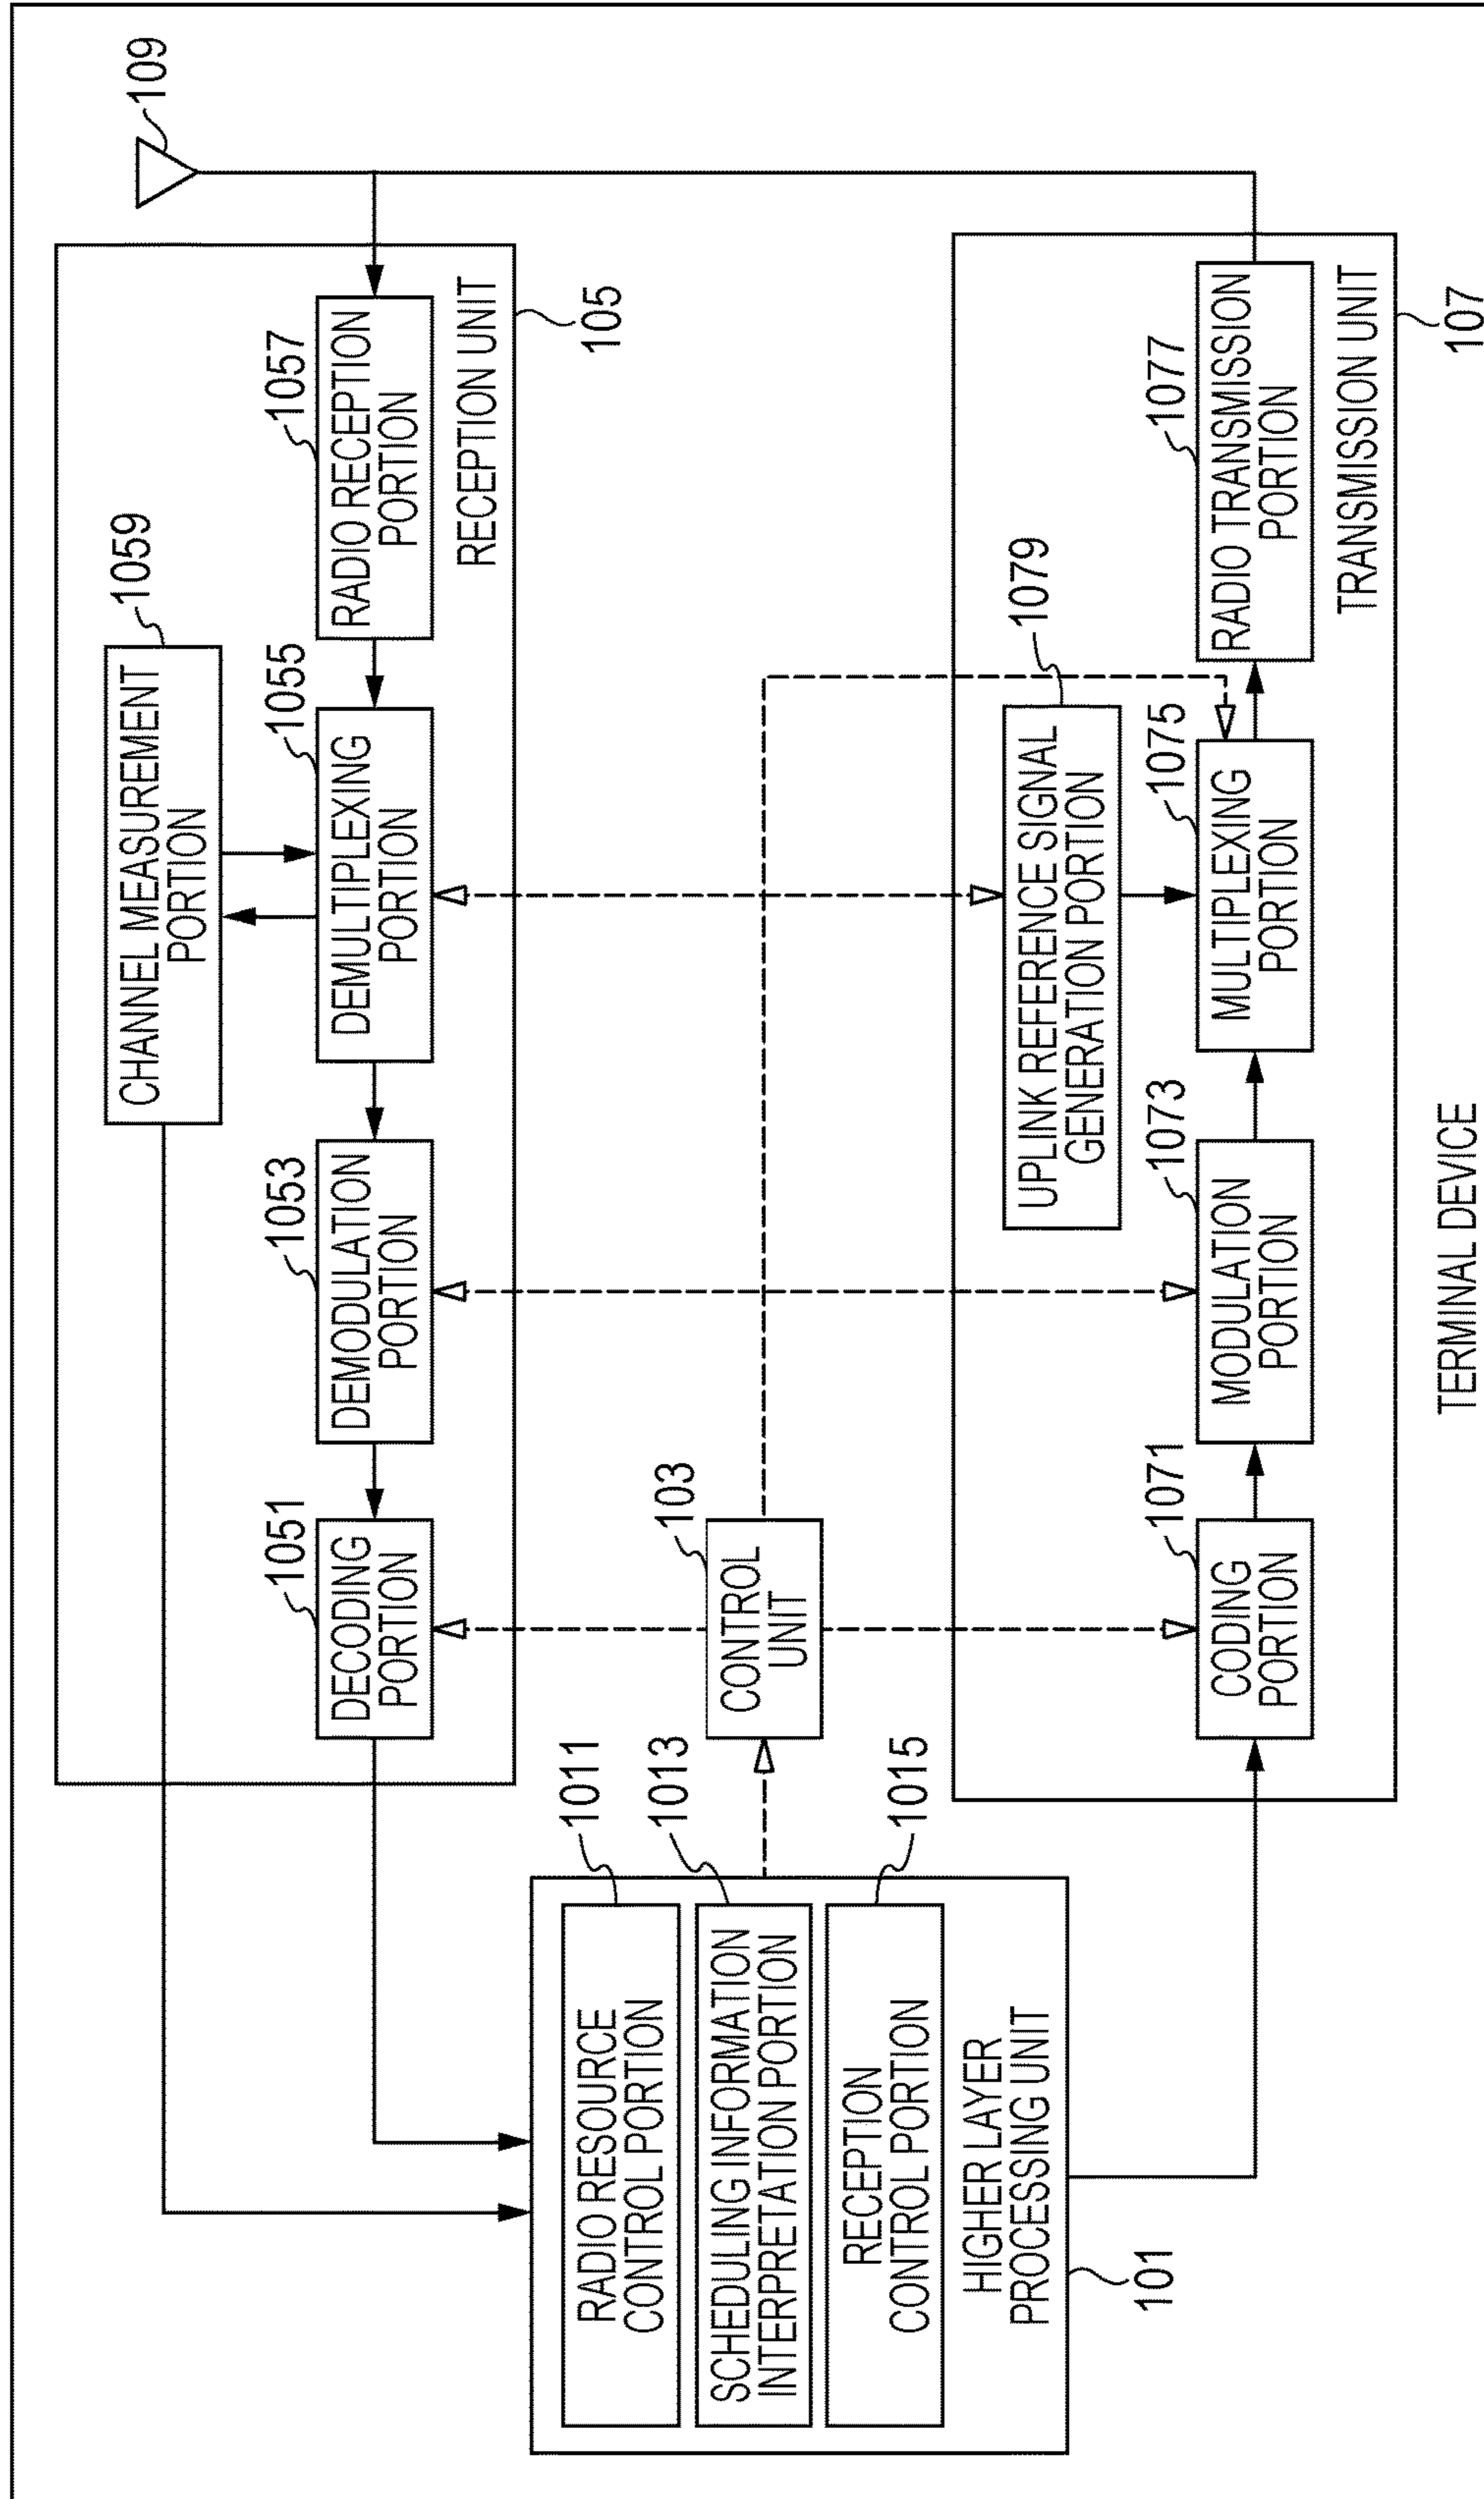 109
1059
CHANNEL MEASUREMENT
PORTION
1051
1053
1055
1057
DECODING
PORTION
DEMODULATION
PORTION
DEMULTIPLEXING
PORTION
RADIO RECEPTION
PORTION
RECEPTION UNIT
105
1011
RADIO RESOURCE
CONTROL PORTION
1013
SCHEDULING INFORMATION
INTERPRETATION PORTION
1015
RECEPTION
CONTROL PORTION
HIGHER LAYER
PROCESSING UNIT
101
103
CONTROL
UNIT
1079
UPLINK REFERENCE SIGNAL
GENERATION PORTION
1071
1073
1075
1077
CODING
PORTION
MODULATION
PORTION
MULTIPLEXING
PORTION
RADIO TRANSMISSION
PORTION
TRANSMISSION UNIT
107
TERMINAL DEVICE